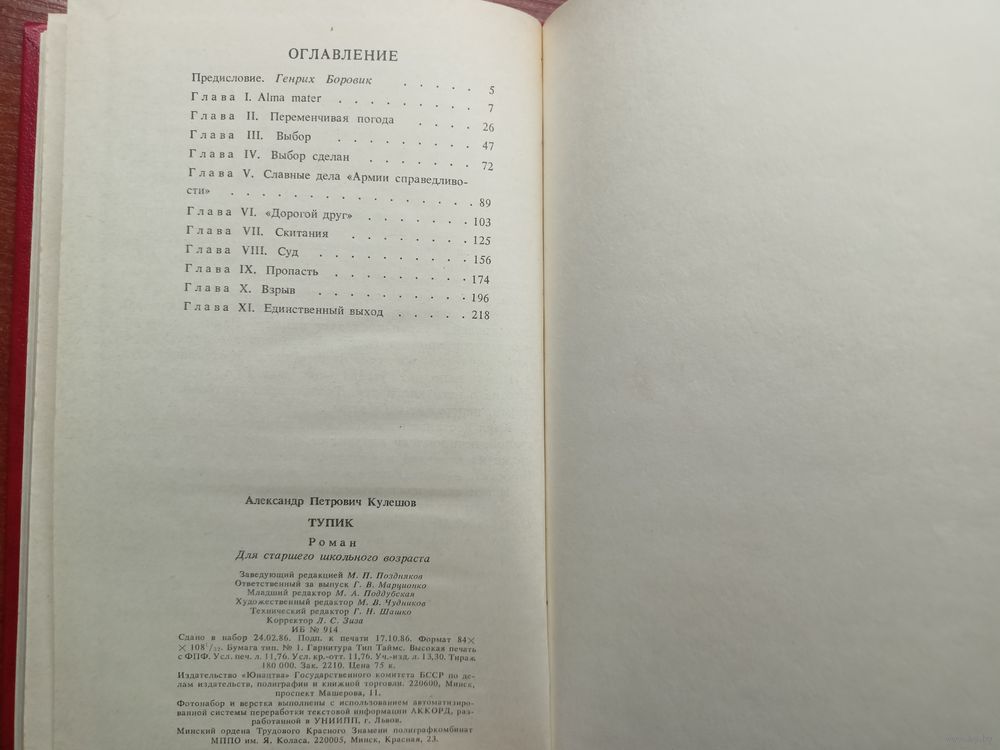 ОГЛАВЛЕНИЕ
Предисловие. Генрих Боровик . . . . . 5
Глава I. Alma mater . . . . . . . . 7
Глава II. Переменчивая погода . . . . 26
Глава III. Выбор . . . . . . . . 47
Глава IV. Выбор сделан . . . . . . 72
Глава V. Славные дела «Армии справедливо-
сти» . . . . . . . . . . . . . . 89
Глава VI. «Дорогой друг» . . . . . . 103
Глава VII. Скитания . . . . . . . 125
Глава VIII. Суд . . . . . . . . . 156
Глава IX. Пропасть . . . . . . . . 174
Глава X. Взрыв . . . . . . . . . 196
Глава XI. Единственный выход . . . . . 218
Александр Петрович Кулешов
ТУПИК
Роман
Для старшего школьного возраста
Заведующий редакцией М. П. Поздняков
Ответственный за выпуск Г. В. Марционко
Младший редактор М. А. Поддубская
Художественный редактор М. В. Чудников
Технический редактор Г. Н. Шашко
Корректор Л. С. Зиза
ИБ № 914
Сдано в набор 24.02.86. Подп. к печати 17.10.86. Формат 84×
× 108 1/32. Бумага тип. № 1. Гарнитура Тип Таймс. Высокая печать
с ФПФ. Усл. печ. л. 11,76. Усл. кр.-отт. 11,76. Уч.-изд. л. 13,30. Тираж
180 000. Зак. 2210. Цена 75 к.
Издательство «Юнацтва» Государственного комитета БССР по де-
лам издательств, полиграфии и книжной торговли. 220600, Минск,
проспект Машерова, 11.
Фотонабор и верстка выполнены с использованием автоматизиро-
ванной системы переработки текстовой информации АККОРД, раз-
работанной в УНИИПП, г. Львов.
Минский ордена Трудового Красного Знамени полиграфкомбинат
МППО им. Я. Коласа. 220005, Минск, Красная, 23.